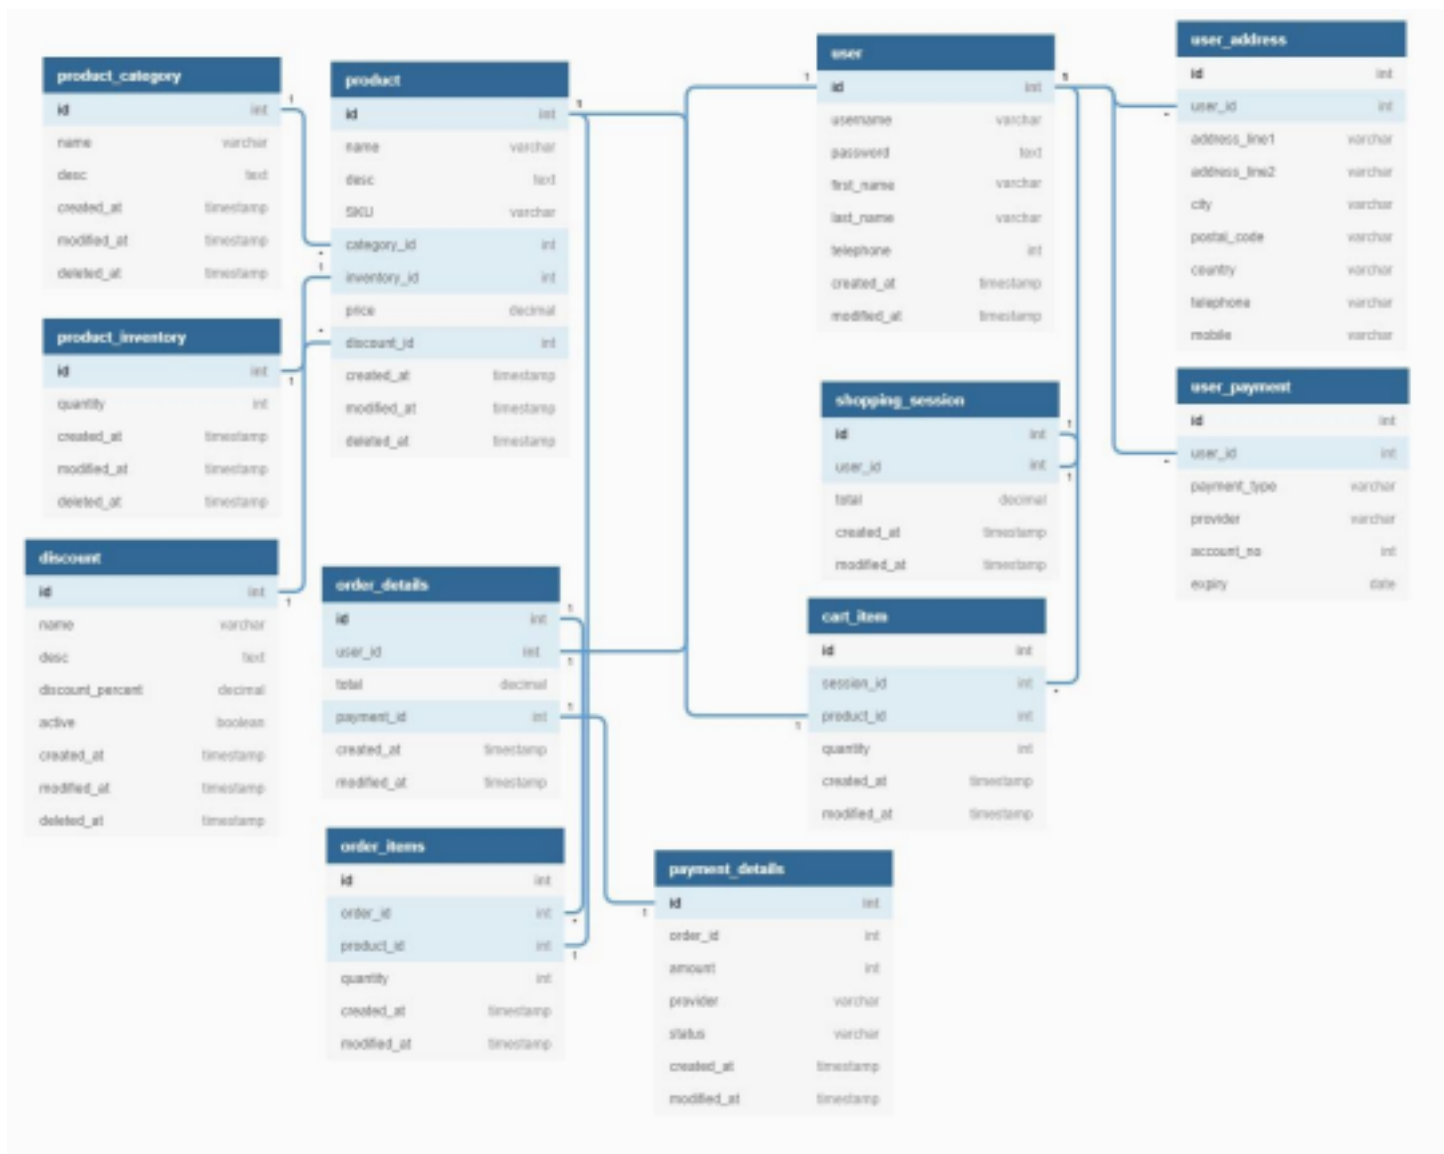 product_category
id int
name varchar
desc text
created_at timestamp
modified_at timestamp
deleted_at timestamp
product_inventory
id int
quantity int
created_at timestamp
modified_at timestamp
deleted_at timestamp
discount
id int
name varchar
desc text
discount_percent decimal
active boolean
created_at timestamp
modified_at timestamp
deleted_at timestamp
product
id int
name varchar
desc text
SKU varchar
category_id int
inventory_id int
price decimal
discount_id int
created_at timestamp
modified_at timestamp
deleted_at timestamp
order_details
id int
user_id int
total decimal
payment_id int
created_at timestamp
modified_at timestamp
order_items
id int
order_id int
product_id int
quantity int
created_at timestamp
modified_at timestamp
payment_details
id int
order_id int
amount int
provider varchar
status varchar
created_at timestamp
modified_at timestamp
user
id int
username varchar
password text
first_name varchar
last_name varchar
telephone int
created_at timestamp
modified_at timestamp
shopping_session
id int
user_id int
total decimal
created_at timestamp
modified_at timestamp
cart_item
id int
session_id int
product_id int
quantity int
created_at timestamp
modified_at timestamp
user_address
id int
user_id int
address_line1 varchar
address_line2 varchar
city varchar
postal_code varchar
country varchar
telephone varchar
mobile varchar
user_payment
id int
user_id int
payment_type varchar
provider varchar
account_no int
expiry date